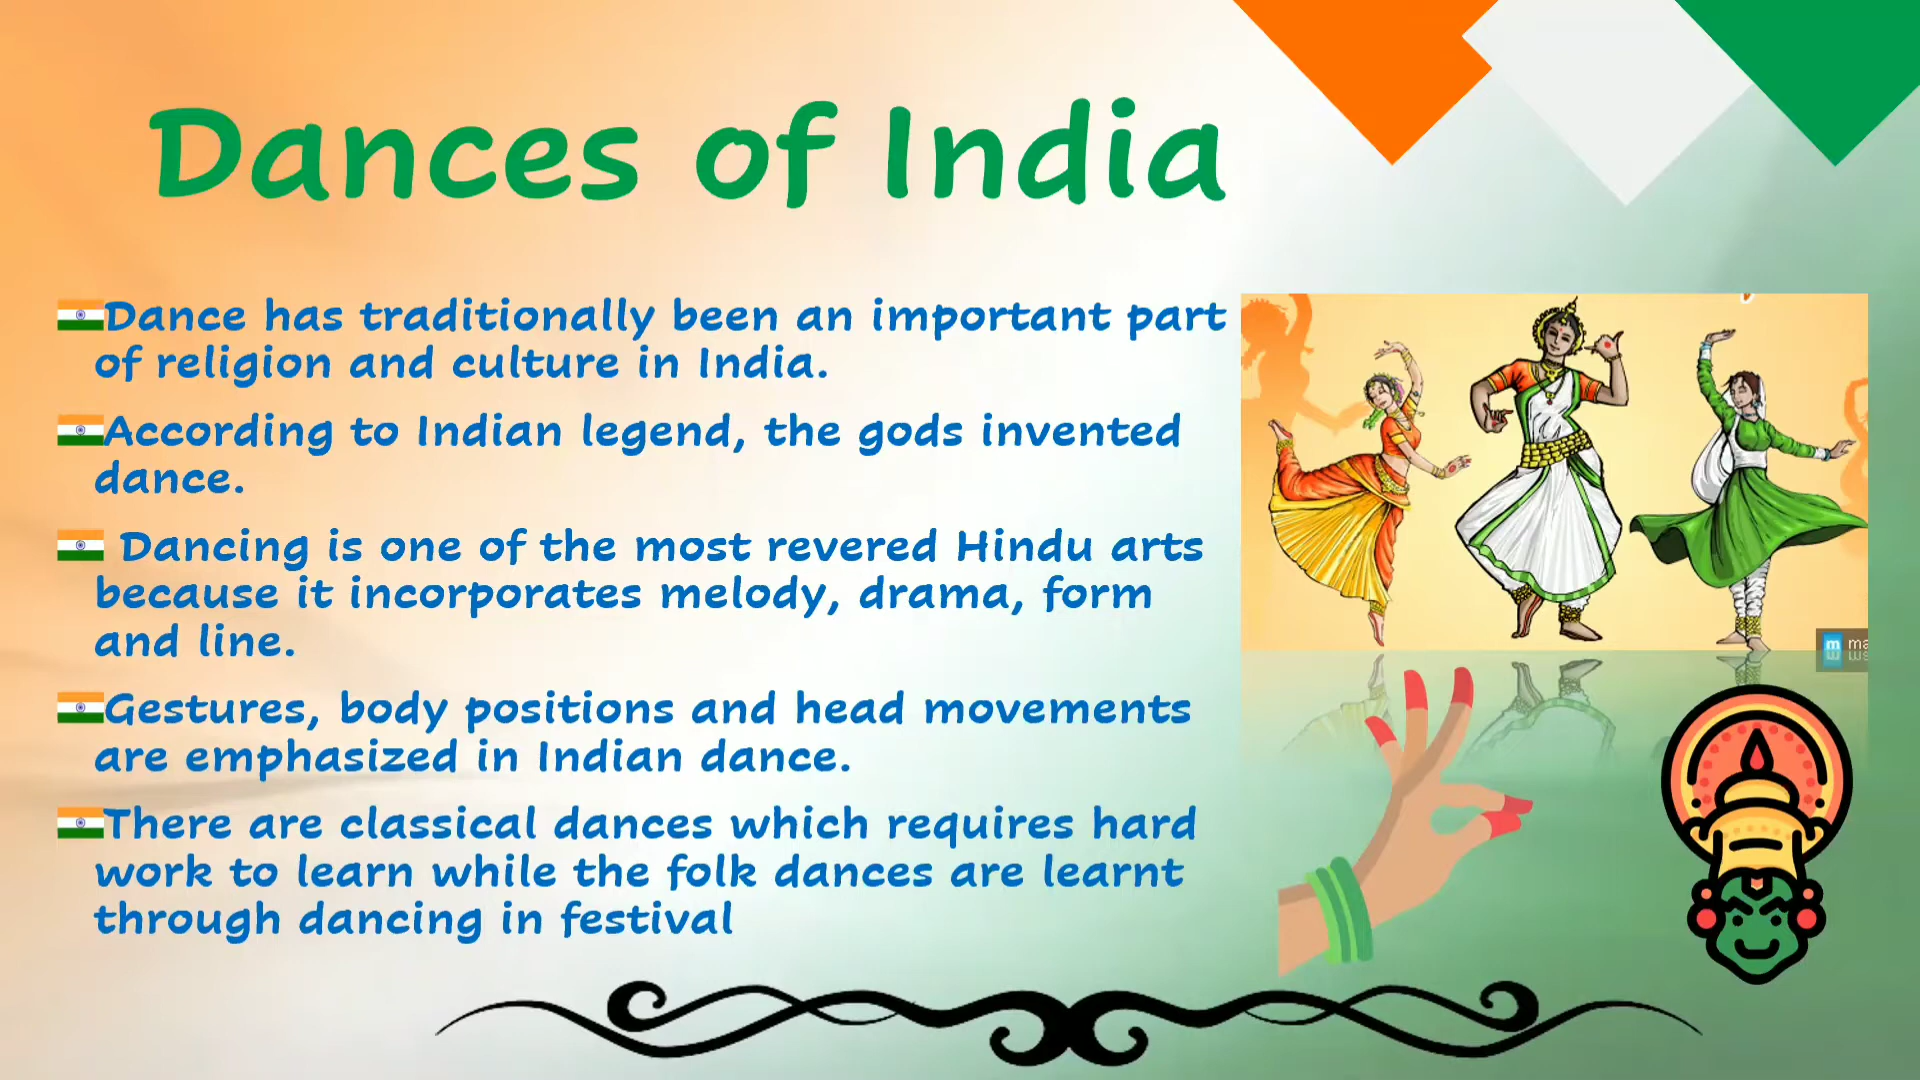 Dances of India
Dance has traditionally been an important part
of religion and culture in India.
According to Indian legend, the gods invented
dance.
Dancing is one of the most revered Hindu arts
because it incorporates melody, drama, form
and line.
Gestures, body positions and head movements
are emphasized in Indian dance.
There are classical dances which requires hard
work to learn while the folk dances are learnt
through dancing in festival
m ma